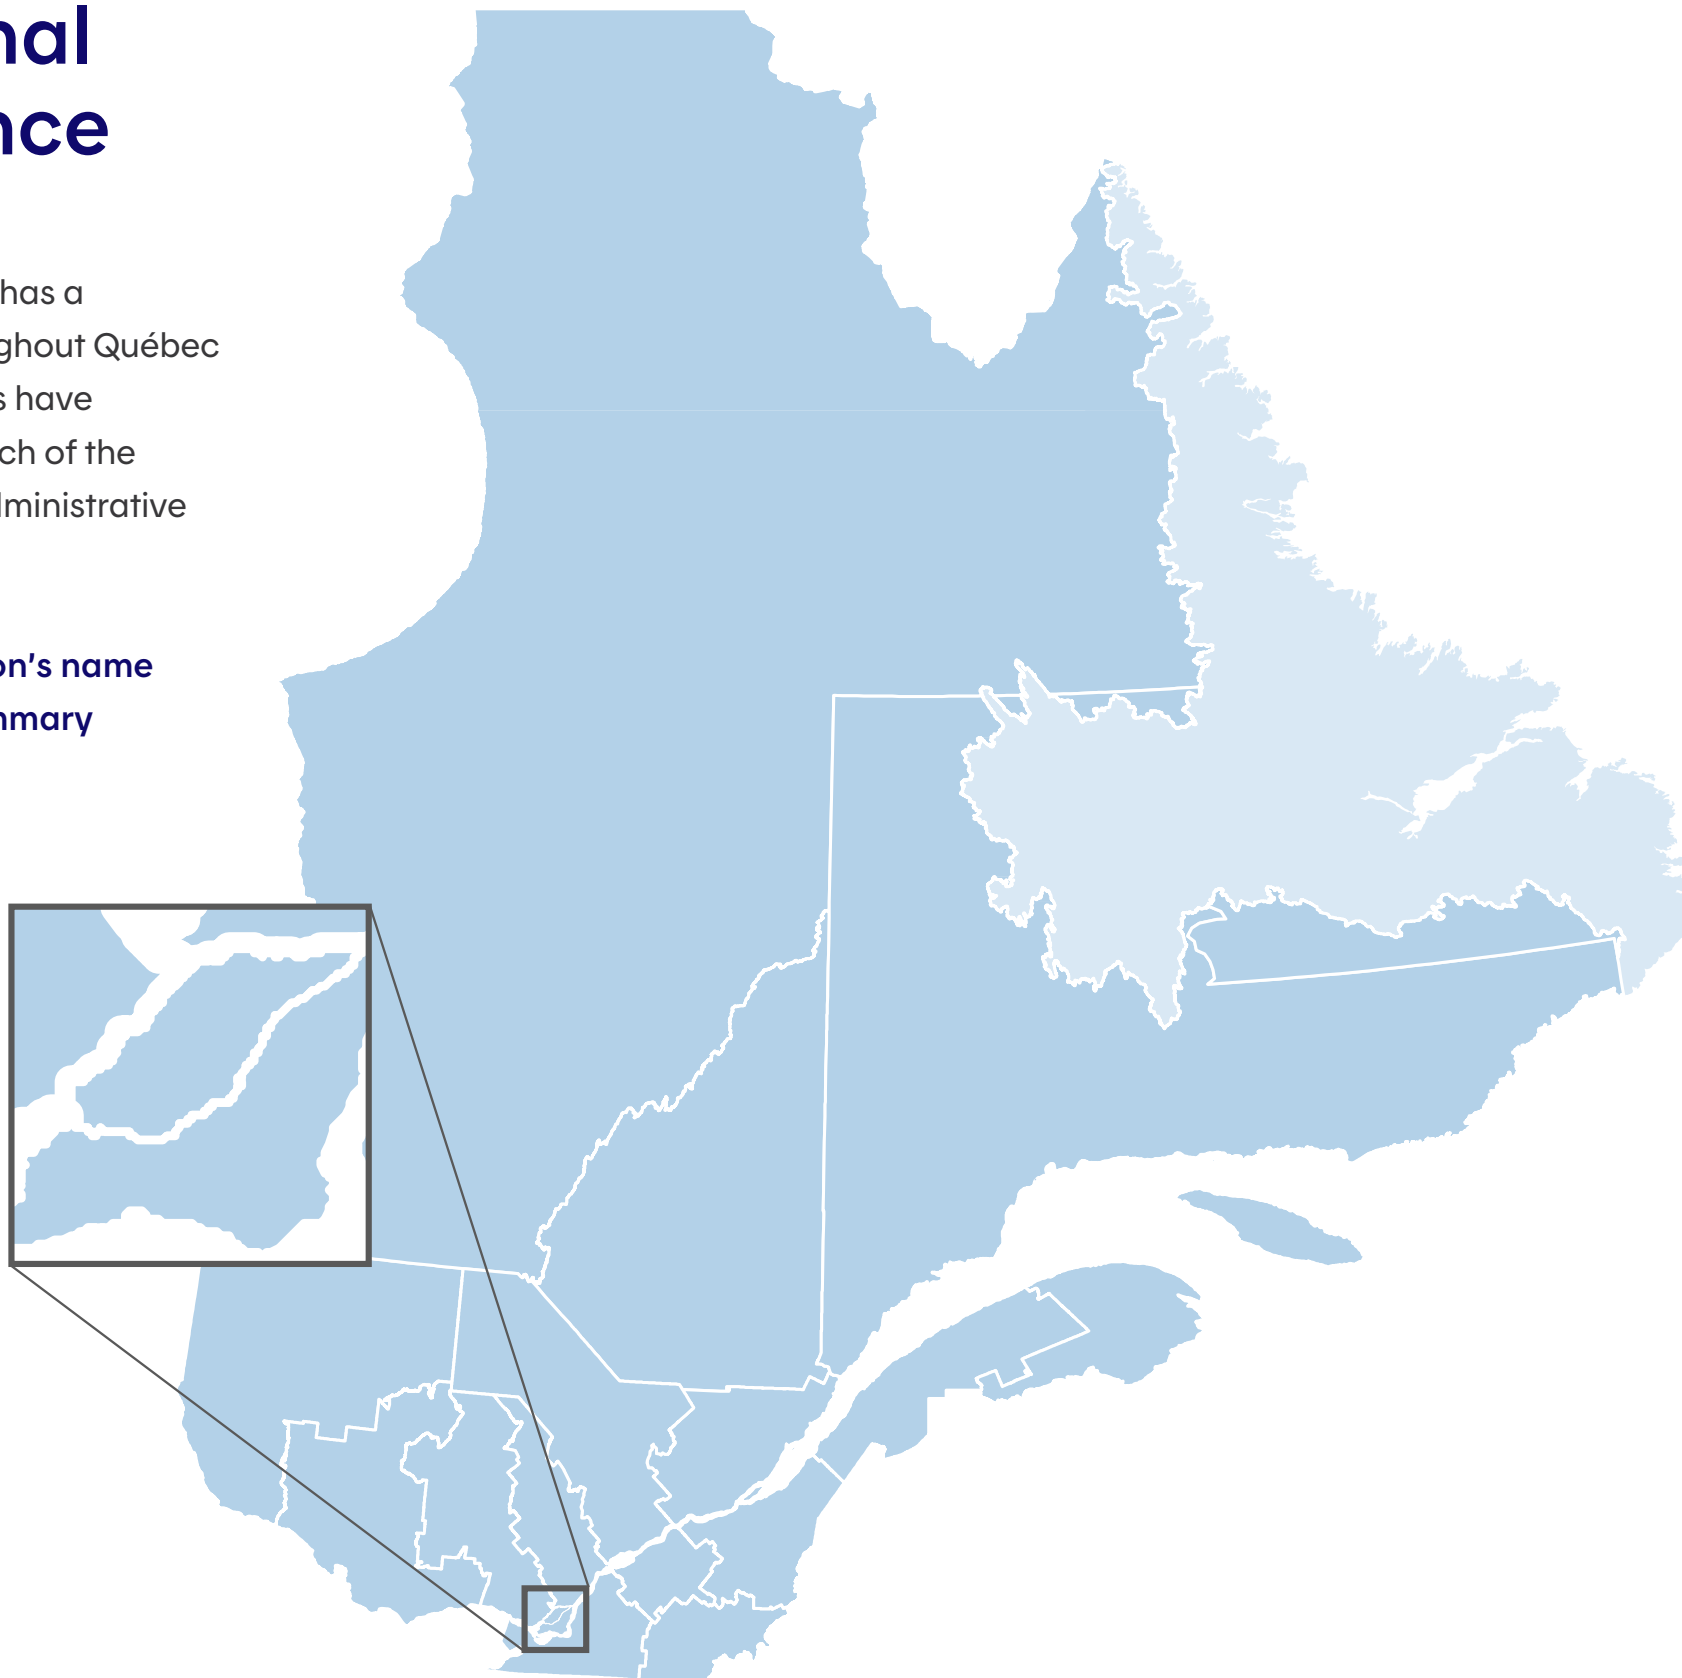 nal
nce
has a
ghout Québec
s have
ch of the
lministrative
on's name
nmary